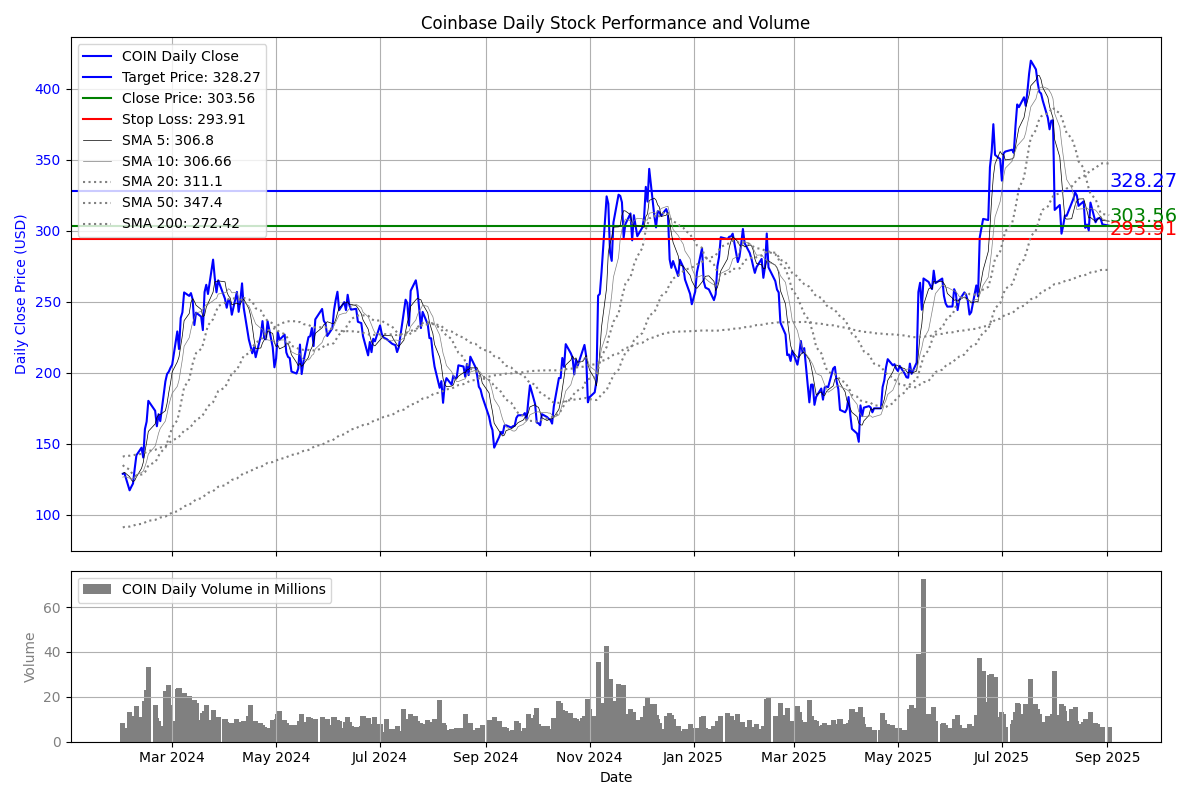 Coinbase Daily Stock Performance and Volume
COIN Daily Close
Target Price: 328.27
Close Price: 303.56
Stop Loss: 293.91
SMA 5: 306.8
SMA 10: 306.66
SMA 20: 311.1
SMA 50: 347.4
SMA 200: 272.42
Daily Close Price (USD)
400
350
300
250
200
150
100
328.27
303.56
293.91
COIN Daily Volume in Millions
Volume
60
40
20
0
Mar 2024 May 2024 Jul 2024 Sep 2024 Nov 2024 Jan 2025 Mar 2025 May 2025 Jul 2025 Sep 2025
Date